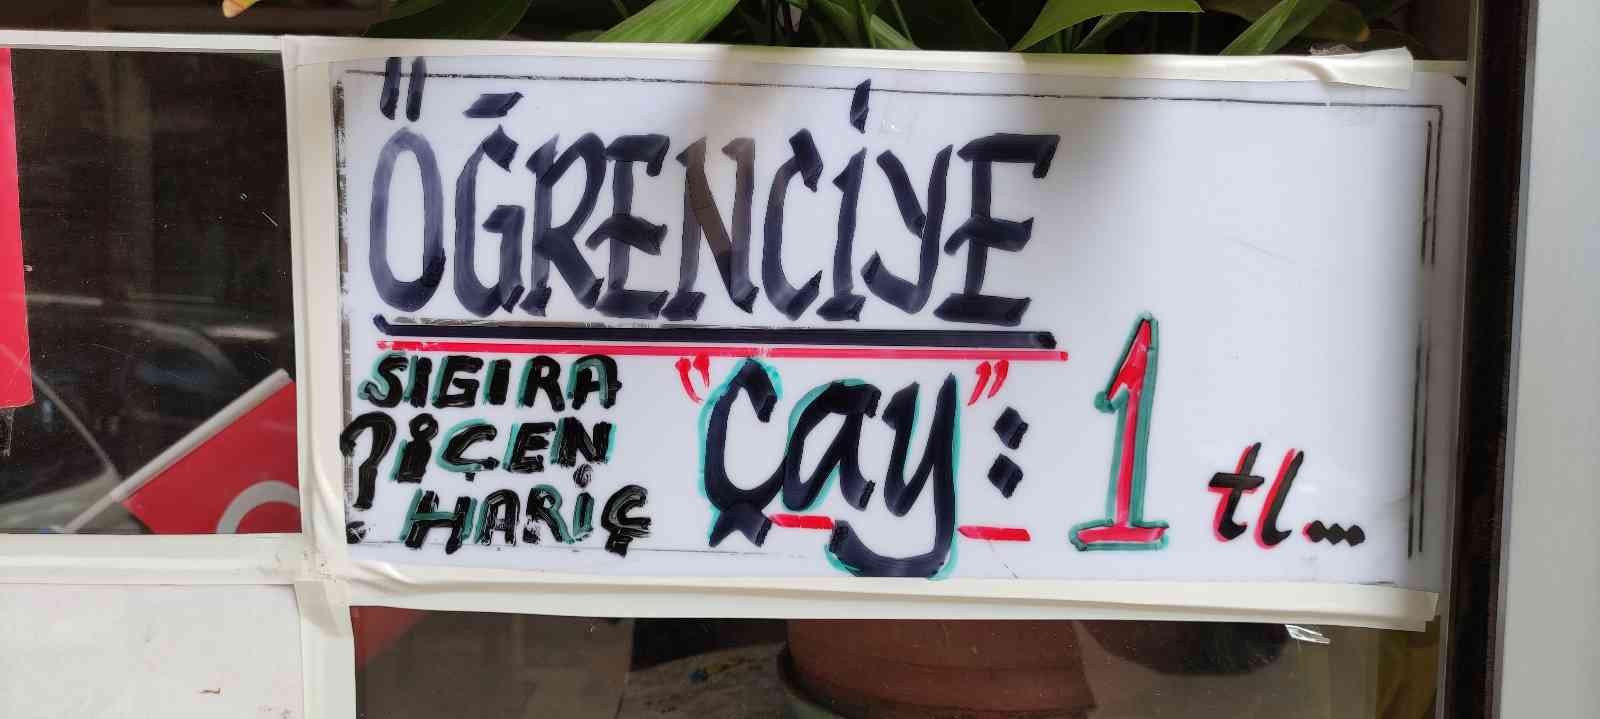 ÖĞRENCİYE
SIGIRA
İÇEN
HARİÇ
"Çay": 1 tl...